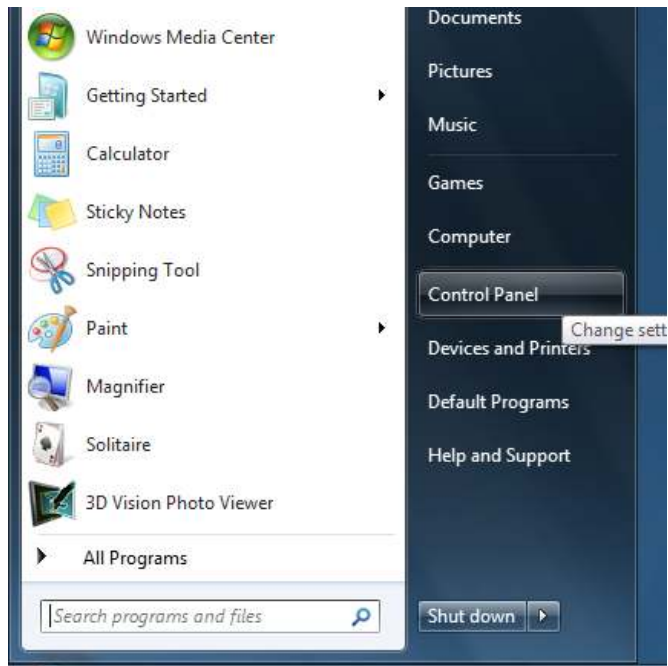 Windows Media Center
Getting Started
Calculator
Sticky Notes
Snipping Tool
Paint
Magnifier
Solitaire
3D Vision Photo Viewer
All Programs
Search programs and files
Documents
Pictures
Music
Games
Computer
Control Panel
Change sett
Devices and Printers
Default Programs
Help and Support
Shut down